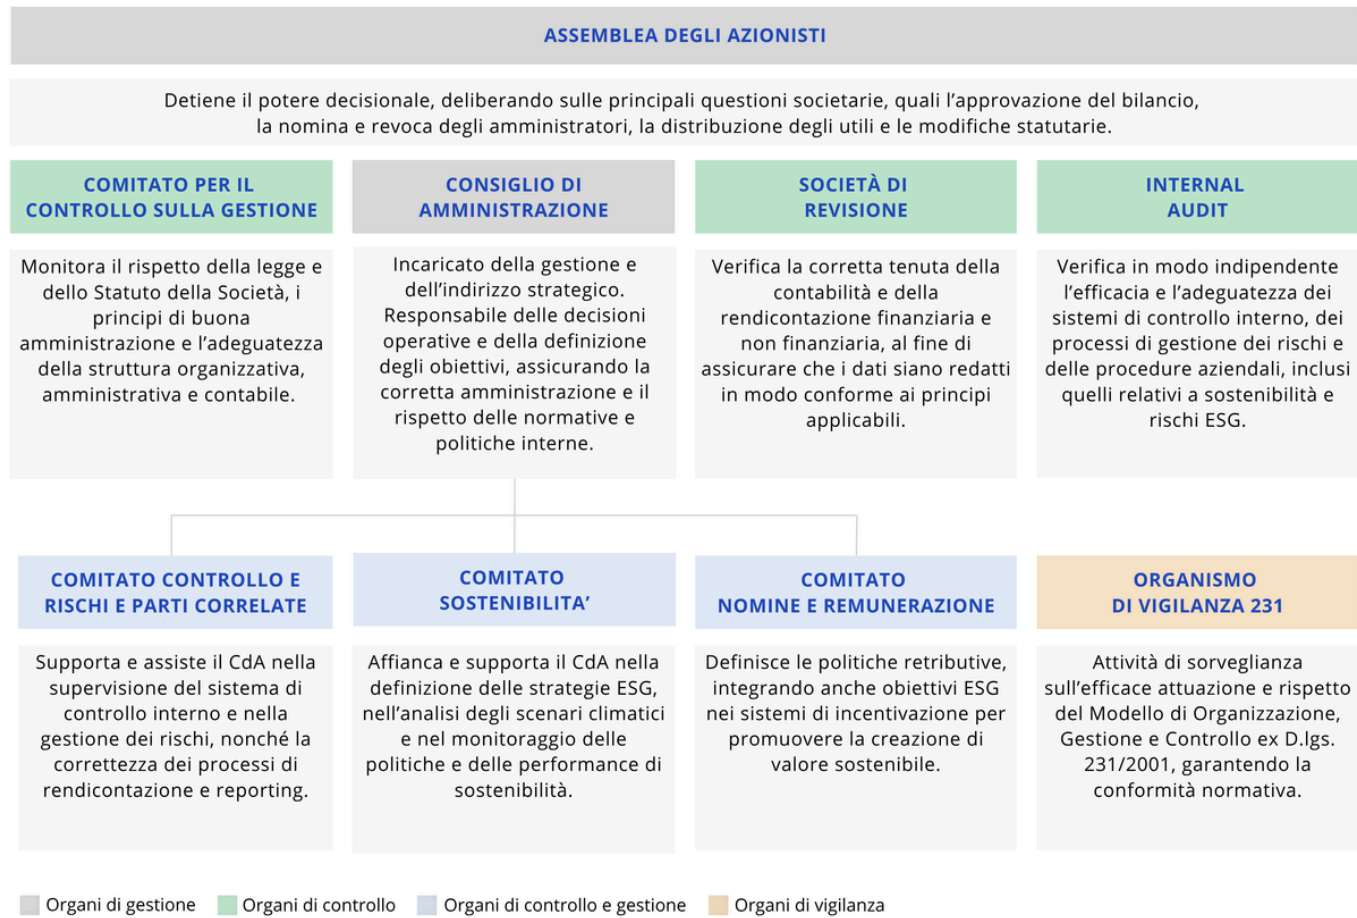 ASSEMBLEA DEGLI AZIONISTI
Detiene il potere decisionale, deliberando sulle principali questioni societarie, quali l’approvazione del bilancio,
la nomina e revoca degli amministratori, la distribuzione degli utili e le modifiche statutarie.
COMITATO PER IL
CONTROLLO SULLA GESTIONE
Monitora il rispetto della legge e
dello Statuto della Società, i
principi di buona
amministrazione e l’adeguatezza
della struttura organizzativa,
amministrativa e contabile.
CONSIGLIO DI
AMMINISTRAZIONE
Incaricato della gestione e
dell’indirizzo strategico.
Responsabile delle decisioni
operative e della definizione
degli obiettivi, assicurando la
corretta amministrazione e il
rispetto delle normative e
politiche interne.
SOCIETÀ DI
REVISIONE
Verifica la corretta tenuta della
contabilità e della
rendicontazione finanziaria e
non finanziaria, al fine di
assicurare che i dati siano redatti
in modo conforme ai principi
applicabili.
INTERNAL
AUDIT
Verifica in modo indipendente
l’efficacia e l’adeguatezza dei
sistemi di controllo interno, dei
processi di gestione dei rischi e
delle procedure aziendali, inclusi
quelli relativi a sostenibilità e
rischi ESG.
COMITATO CONTROLLO E
RISCHI E PARTI CORRELATE
Supporta e assiste il CdA nella
supervisione del sistema di
controllo interno e nella
gestione dei rischi, nonché la
correttezza dei processi di
rendicontazione e reporting.
COMITATO
SOSTENIBILITA’
Affianca e supporta il CdA nella
definizione delle strategie ESG,
nell’analisi degli scenari climatici
e nel monitoraggio delle
politiche e delle performance di
sostenibilità.
COMITATO
NOMINE E REMUNERAZIONE
Definisce le politiche retributive,
integrando anche obiettivi ESG
nei sistemi di incentivazione per
promuovere la creazione di
valore sostenibile.
ORGANISMO
DI VIGILANZA 231
Attività di sorveglianza
sull’efficace attuazione e rispetto
del Modello di Organizzazione,
Gestione e Controllo ex D.lgs.
231/2001, garantendo la
conformità normativa.
Organi di gestione
Organi di controllo
Organi di controllo e gestione
Organi di vigilanza